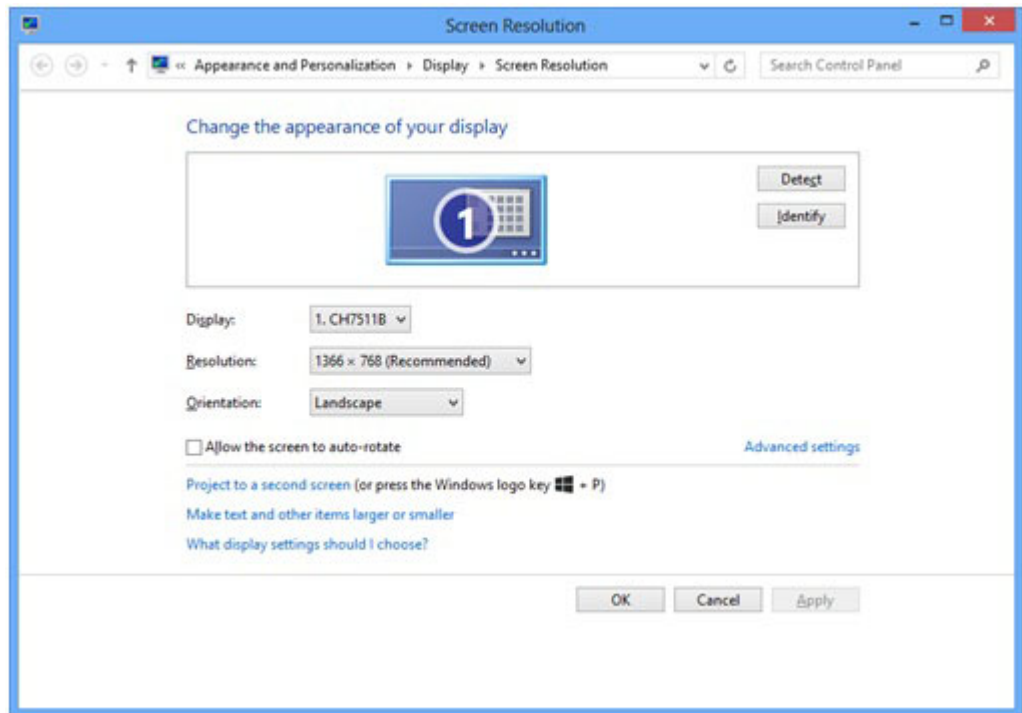 Screen Resolution
« Appearance and Personalization ▸ Display ▸ Screen Resolution
Search Control Panel
Change the appearance of your display
1
Detect
Identify
Display: 1. CH7511B
Resolution: 1366 × 768 (Recommended)
Orientation: Landscape
Allow the screen to auto-rotate
Advanced settings
Project to a second screen (or press the Windows logo key + P)
Make text and other items larger or smaller
What display settings should I choose?
OK Cancel Apply